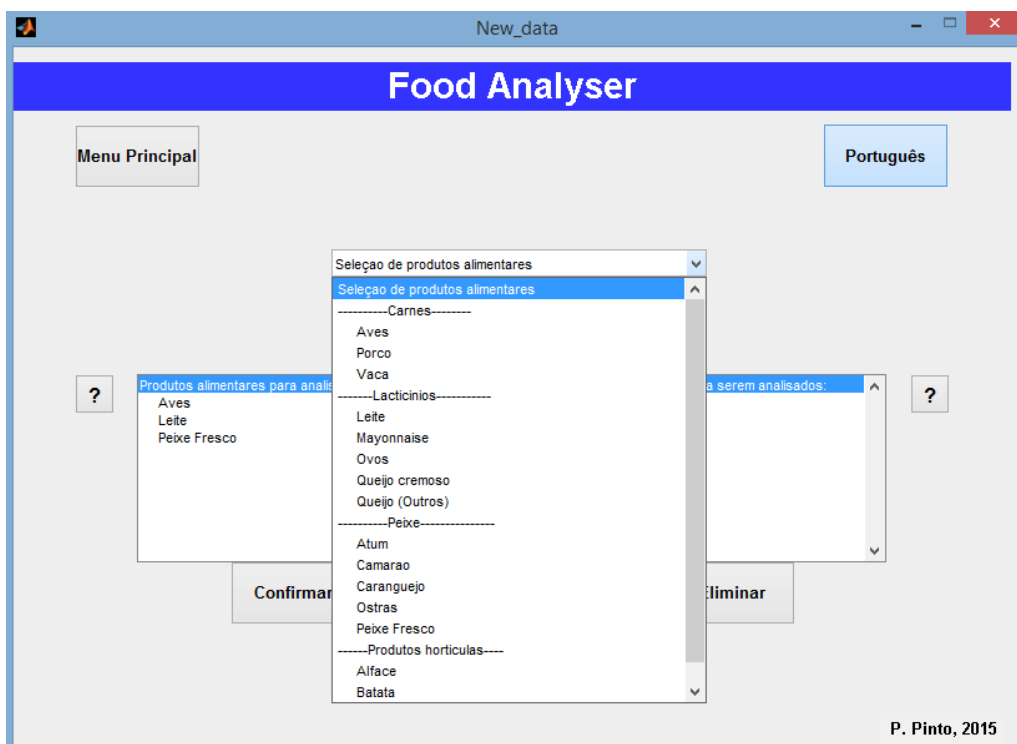 New_data
Food Analyser
Menu Principal
Português
Seleçao de produtos alimentares
Seleçao de produtos alimentares
----------Carnes--------
Aves
Porco
Vaca
-------Lacticinios-----------
Leite
Mayonnaise
Ovos
Queijo cremoso
Queijo (Outros)
----------Peixe---------------
Atum
Camarao
Caranguejo
Ostras
Peixe Fresco
------Produtos horticulas----
Alface
Batata
?
Produtos alimentares para
Aves
Leite
Peixe Fresco
a serem analisados:
?
Confirmar
Eliminar
P. Pinto, 2015